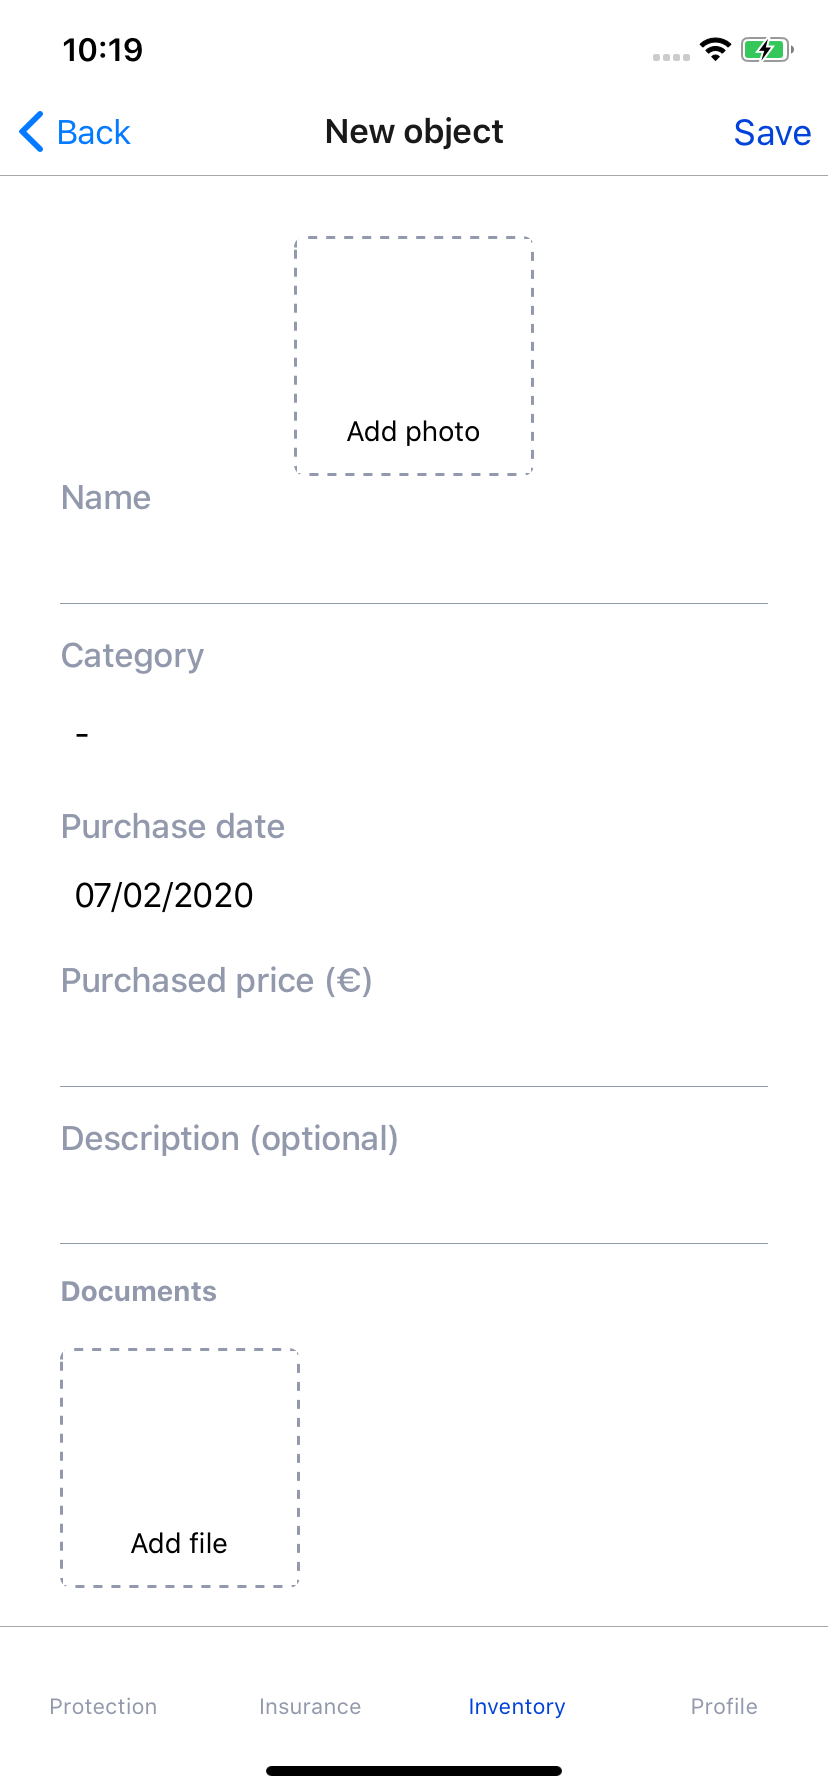 10:19
Back
New object
Save
Add photo
Name
Category
-
Purchase date
07/02/2020
Purchased price (€)
Description (optional)
Documents
Add file
Protection
Insurance
Inventory
Profile